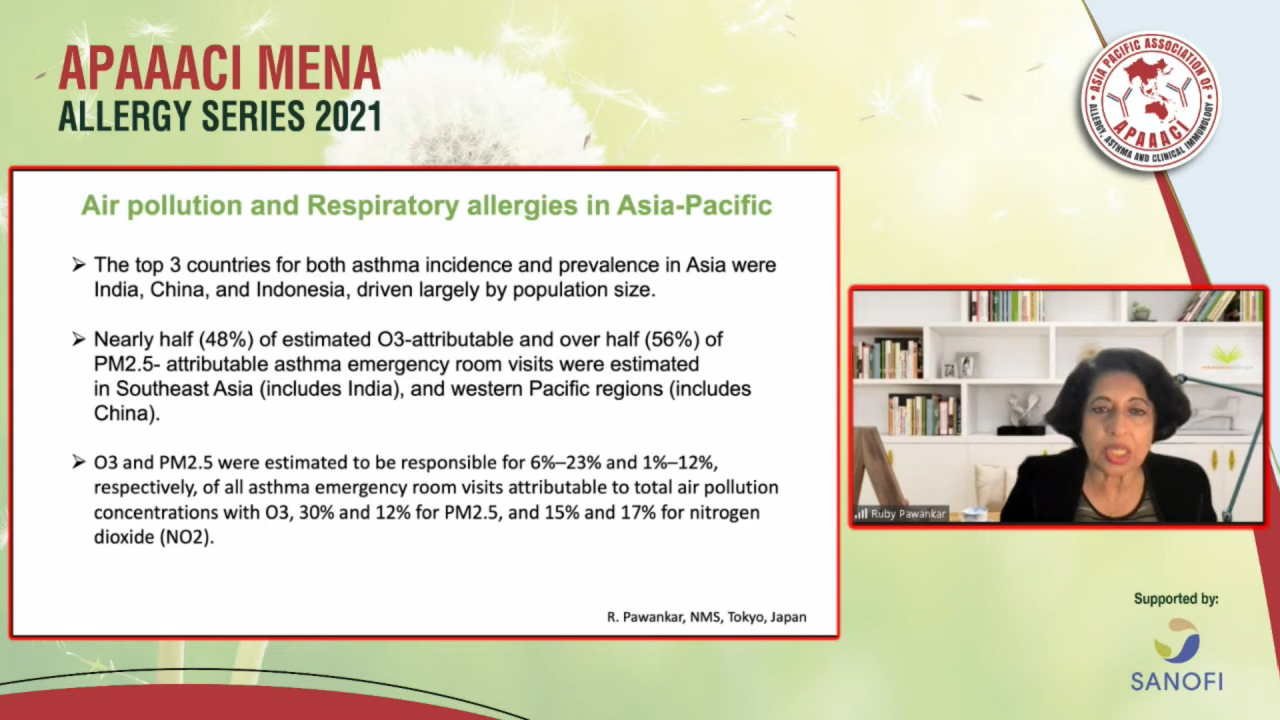 APAAACI MENA
ALLERGY SERIES 2021
ASIA PACIFIC ASSOCIATION OF
ALLERGY, ASTHMA AND CLINICAL IMMUNOLOGY
APAAACI
Air pollution and Respiratory allergies in Asia-Pacific
➢ The top 3 countries for both asthma incidence and prevalence in Asia were
India, China, and Indonesia, driven largely by population size.
➢ Nearly half (48%) of estimated O3-attributable and over half (56%) of
PM2.5- attributable asthma emergency room visits were estimated
in Southeast Asia (includes India), and western Pacific regions (includes
China).
➢ O3 and PM2.5 were estimated to be responsible for 6%–23% and 1%–12%,
respectively, of all asthma emergency room visits attributable to total air pollution
concentrations with O3, 30% and 12% for PM2.5, and 15% and 17% for nitrogen
dioxide (NO2).
R. Pawankar, NMS, Tokyo, Japan
Ruby Pawankar
Supported by:
SANOFI